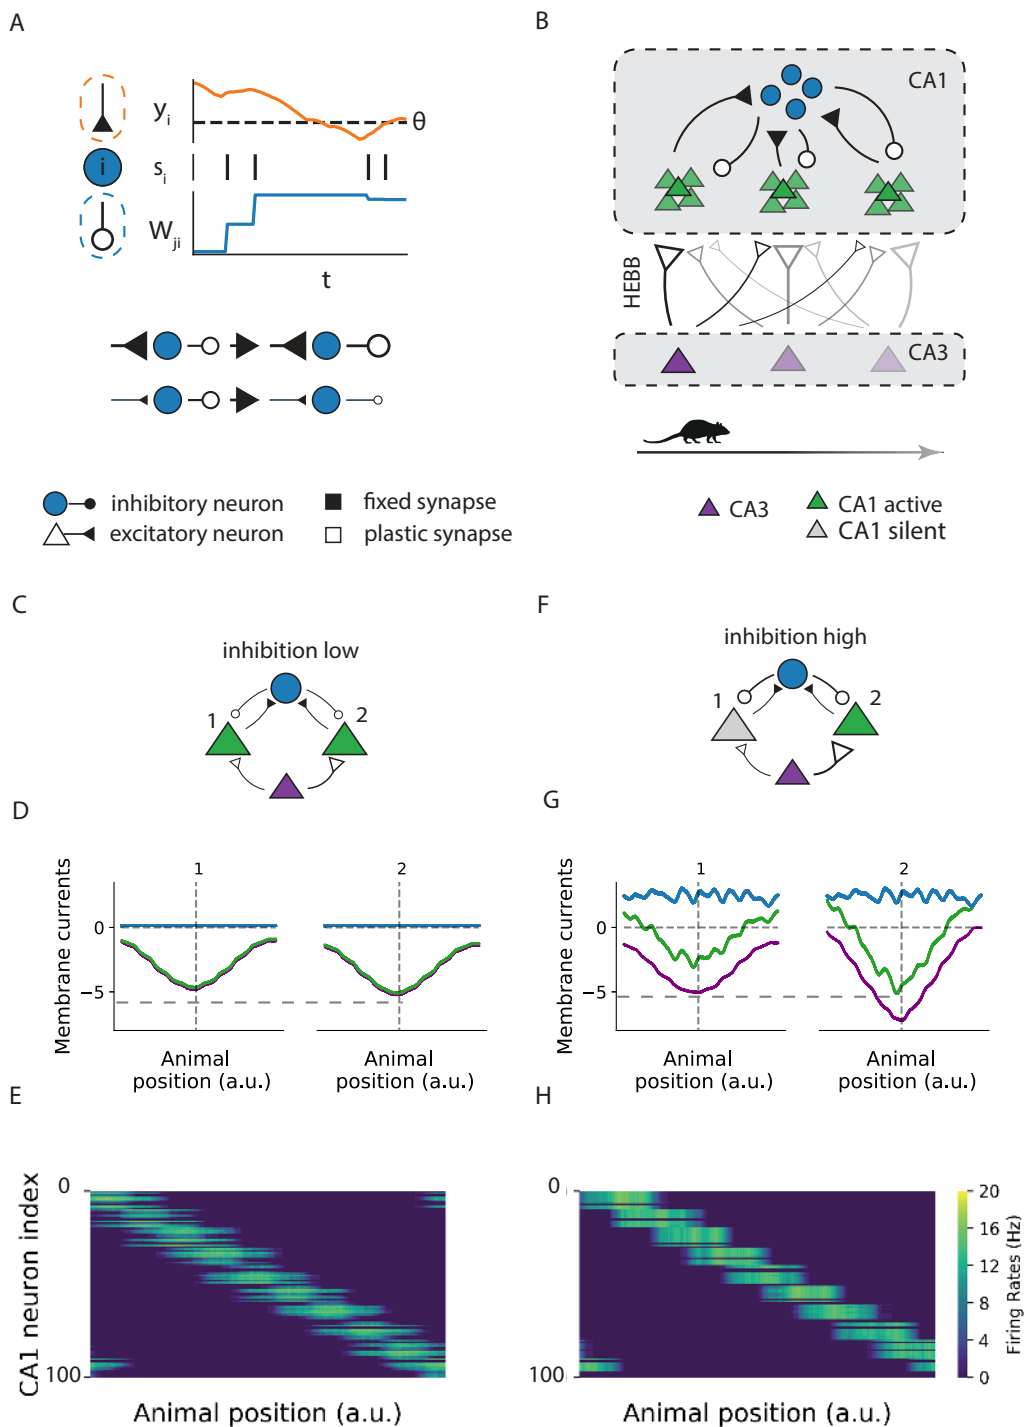 A
y_i
θ
i
s_i
W_ji
t
inhibitory neuron
excitatory neuron
fixed synapse
plastic synapse
B
CA1
HEBB
CA3
CA3
CA1 active
CA1 silent
C
inhibition low
1
2
D
Membrane currents
0
−5
1
2
Animal
position (a.u.)
Animal
position (a.u.)
E
CA1 neuron index
0
100
Animal position (a.u.)
F
inhibition high
1
2
G
Membrane currents
0
−5
1
2
Animal
position (a.u.)
Animal
position (a.u.)
H
0
100
Animal position (a.u.)
20
16
12
8
4
0
Firing Rates (Hz)